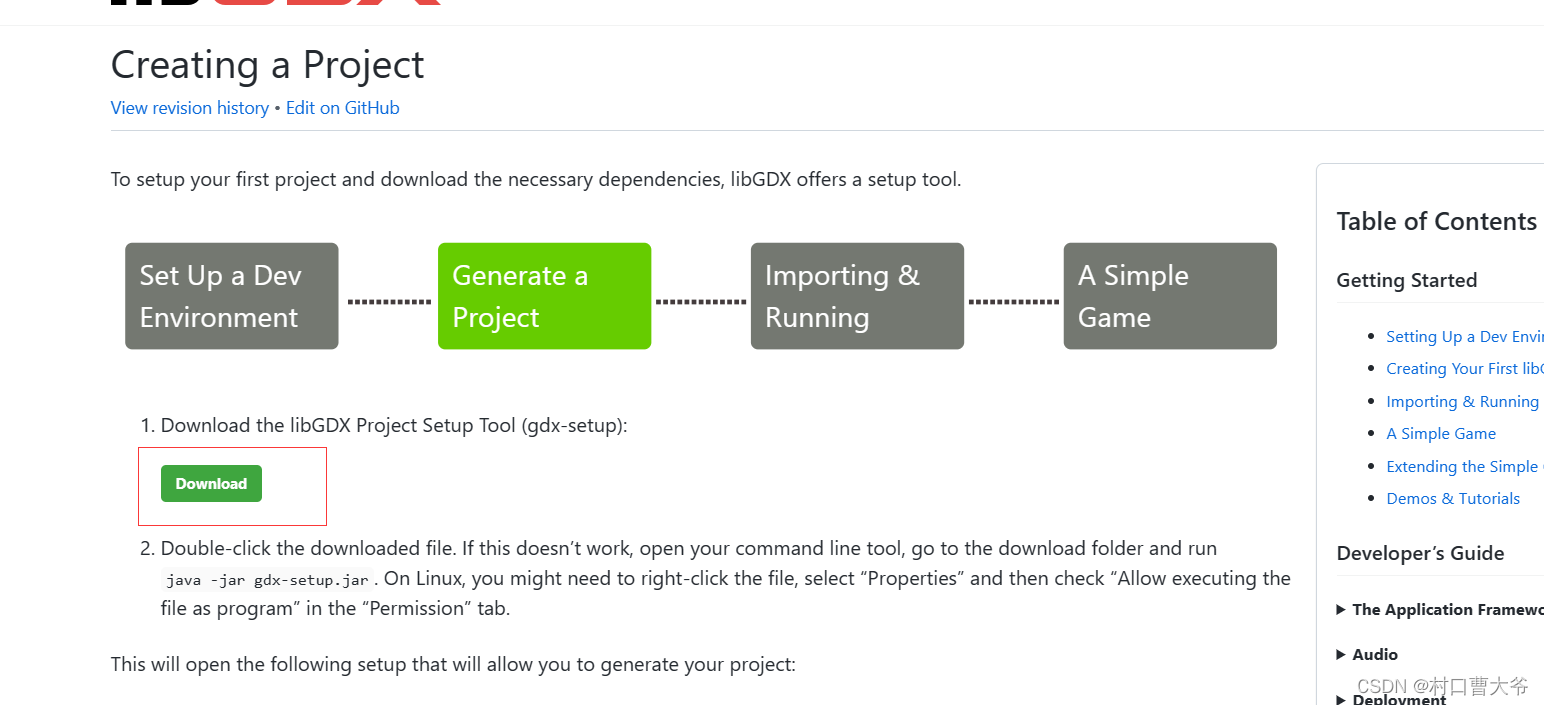 Creating a Project
View revision history • Edit on GitHub
To setup your first project and download the necessary dependencies, libGDX offers a setup tool.
Set Up a Dev
Environment
Generate a
Project
Importing &
Running
A Simple
Game
1. Download the libGDX Project Setup Tool (gdx-setup):
Download
2. Double-click the downloaded file. If this doesn’t work, open your command line tool, go to the download folder and run
java -jar gdx-setup.jar. On Linux, you might need to right-click the file, select “Properties” and then check “Allow executing the
file as program” in the “Permission” tab.
This will open the following setup that will allow you to generate your project:
Table of Contents
Getting Started
Setting Up a Dev
Creating Your First
Importing & Running
A Simple Game
Extending the Simple
Demos & Tutorials
Developer’s Guide
The Application
Audio
Deployment
CSDN @村口曹大爷